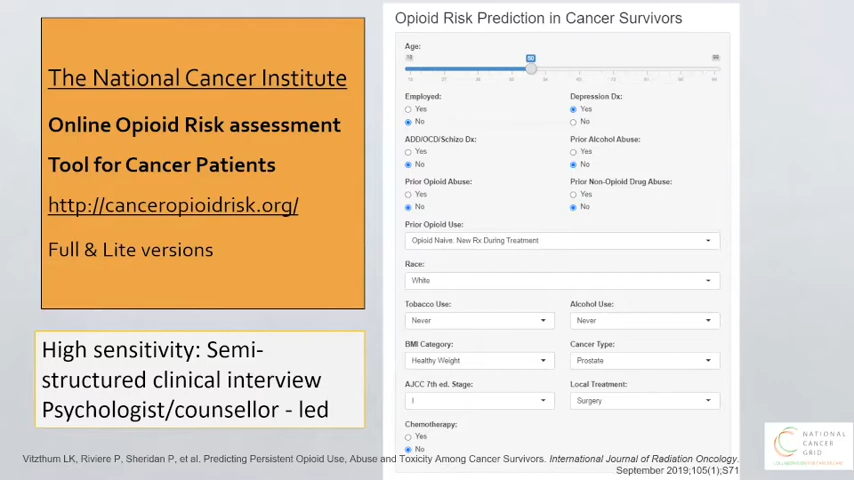 The National Cancer Institute
Online Opioid Risk assessment
Tool for Cancer Patients
http://canceropioidrisk.org/
Full & Lite versions
High sensitivity: Semi-
structured clinical interview
Psychologist/counsellor - led
Opioid Risk Prediction in Cancer Survivors
Age:
50
Employed:
Yes
No
Depression Dx:
Yes
No
ADD/OCD/Schizo Dx:
Yes
No
Prior Alcohol Abuse:
Yes
No
Prior Opioid Abuse:
Yes
No
Prior Non-Opioid Drug Abuse:
Yes
No
Prior Opioid Use:
Opioid Naive. New Rx During Treatment
Race:
White
Tobacco Use:
Never
Alcohol Use:
Never
BMI Category:
Healthy Weight
Cancer Type:
Prostate
AJCC 7th ed. Stage:
I
Local Treatment:
Surgery
Chemotherapy:
Yes
No
Vitzthum LK, Riviere P, Sheridan P, et al. Predicting Persistent Opioid Use, Abuse and Toxicity Among Cancer Survivors. International Journal of Radiation Oncology.
September 2019;105(1);S71
NATIONAL
CANCER
GRID